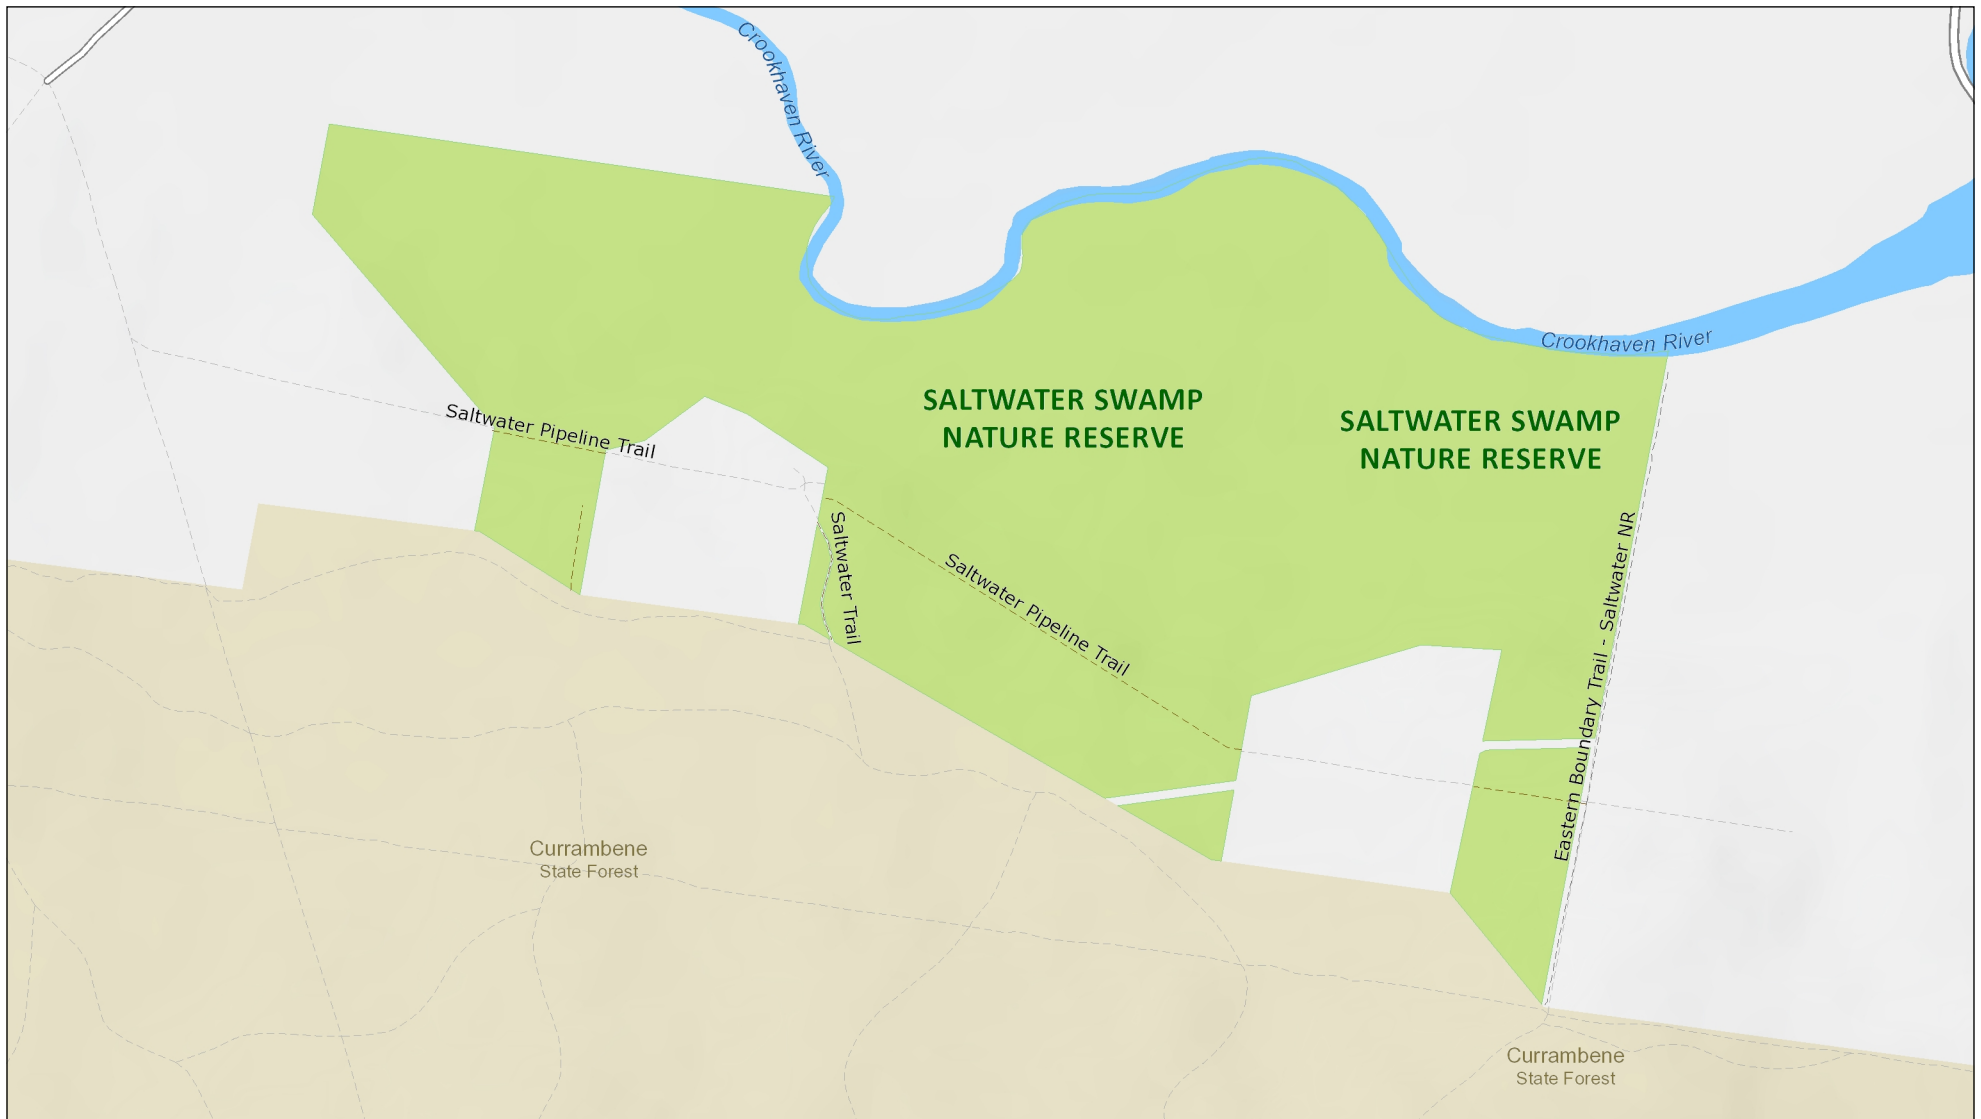 Crookhaven River
Crookhaven River
SALTWATER SWAMP
NATURE RESERVE
SALTWATER SWAMP
NATURE RESERVE
Saltwater Pipeline Trail
Saltwater Trail
Saltwater Pipeline Trail
Eastern Boundary Trail - Saltwater NR
Currambene
State Forest
Currambene
State Forest